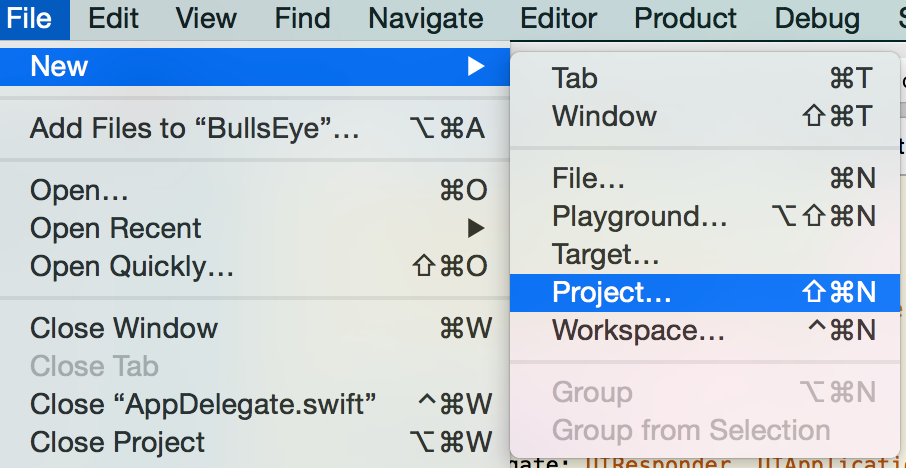 File Edit View Find Navigate Editor Product Debug
New ▶
Add Files to “BullsEye”… ⌥⌘A
Open… ⌘O
Open Recent ▶
Open Quickly… ⇧⌘O
Close Window ⌘W
Close Tab
Close “AppDelegate.swift” ^⌘W
Close Project ⌥⌘W
Tab ⌘T
Window ⇧⌘T
File… ⌘N
Playground… ⌥⇧⌘N
Target…
Project… ⇧⌘N
Workspace… ^⌘N
Group ⌥⌘N
Group from Selection
gate: UIResponder, UIApplicati